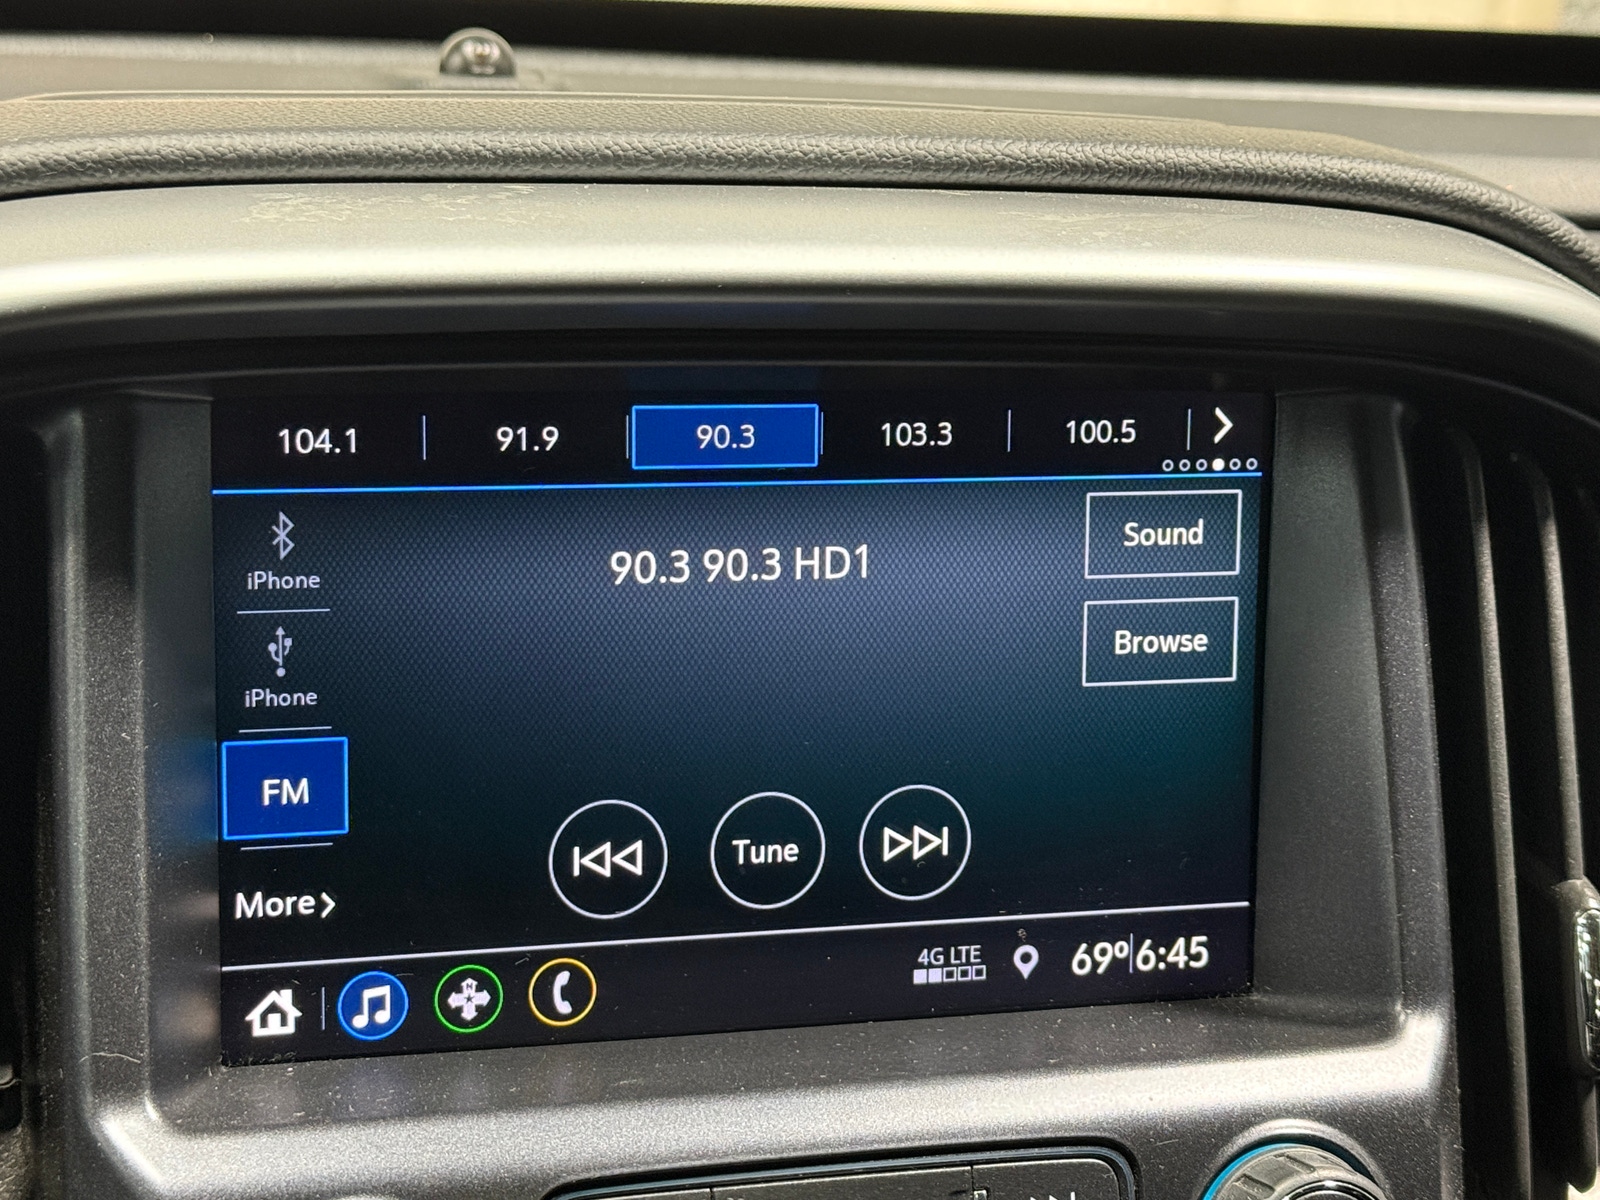 104.1 91.9 90.3 103.3 100.5
90.3 90.3 HD1
Sound
Browse
iPhone
iPhone
FM
More
Tune
4G LTE
69° 6:45
N